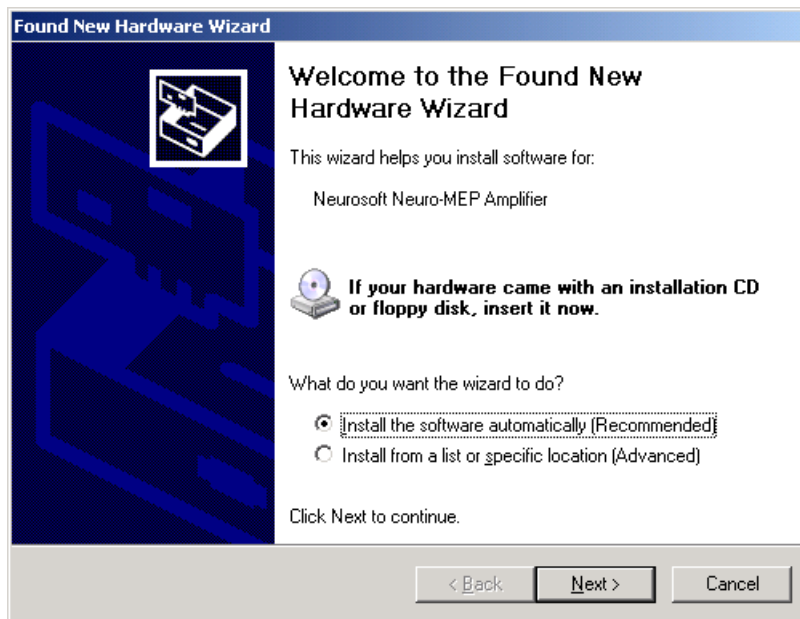 Found New Hardware Wizard
Welcome to the Found New
Hardware Wizard
This wizard helps you install software for:
Neurosoft Neuro-MEP Amplifier
If your hardware came with an installation CD
or floppy disk, insert it now.
What do you want the wizard to do?
Install the software automatically (Recommended)
Install from a list or specific location (Advanced)
Click Next to continue.
< Back
Next >
Cancel